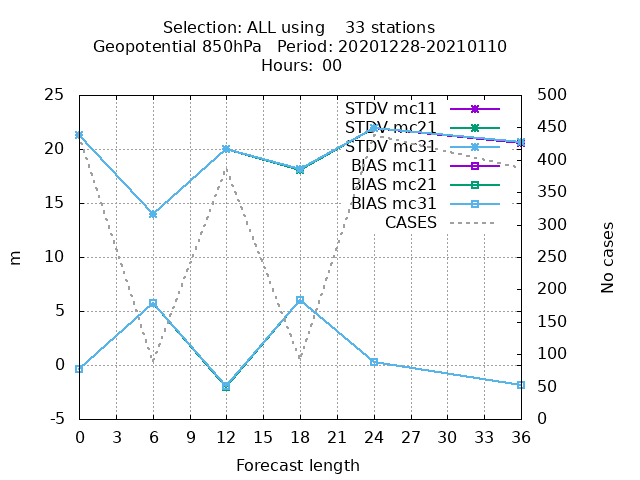 Selection: ALL using    33 stations
Geopotential 850hPa   Period: 20201228-20210110
Hours: 00
25
20
15
10
5
0
-5
m
500
450
400
350
300
250
200
150
100
50
0
No cases
STDV mc11
STDV mc21
STDV mc31
BIAS mc11
BIAS mc21
BIAS mc31
CASES
0 3 6 9 12 15 18 21 24 27 30 33 36
Forecast length